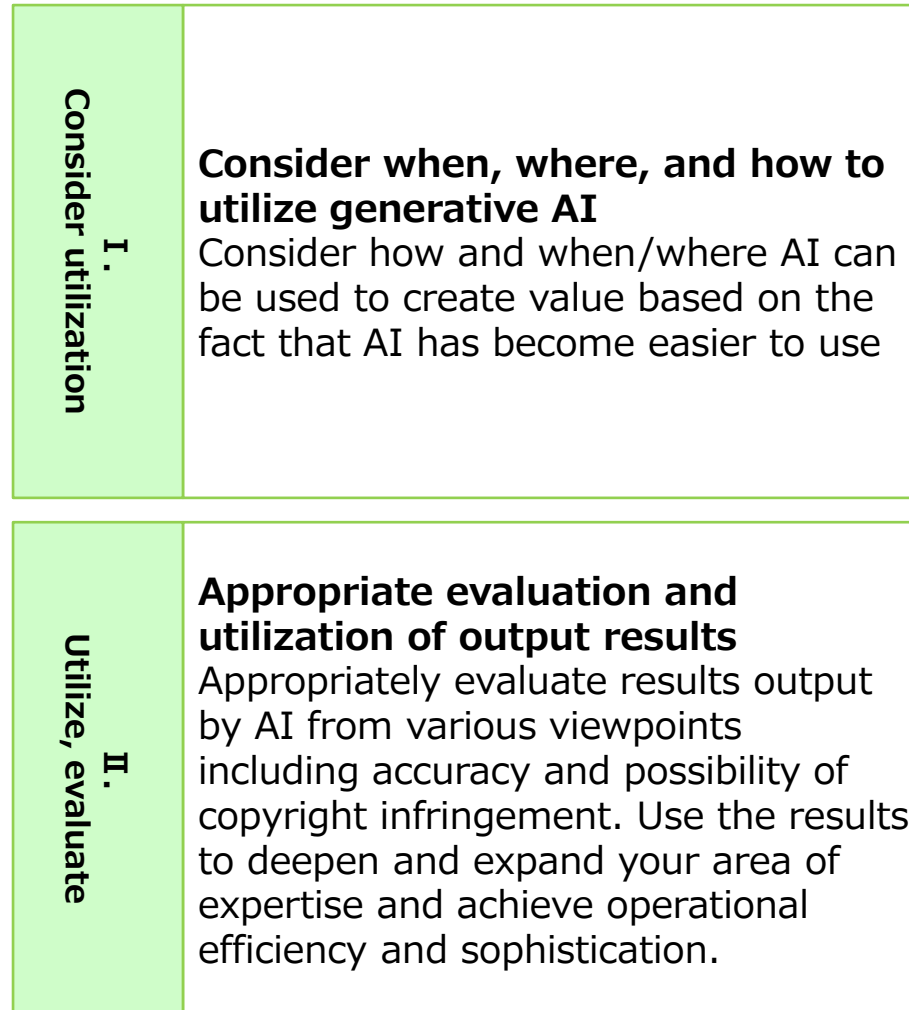 Ⅰ.
Consider utilization
Consider when, where, and how to
utilize generative AI
Consider how and when/where AI can
be used to create value based on the
fact that AI has become easier to use
Ⅱ.
Utilize, evaluate
Appropriate evaluation and
utilization of output results
Appropriately evaluate results output
by AI from various viewpoints
including accuracy and possibility of
copyright infringement. Use the results
to deepen and expand your area of
expertise and achieve operational
efficiency and sophistication.